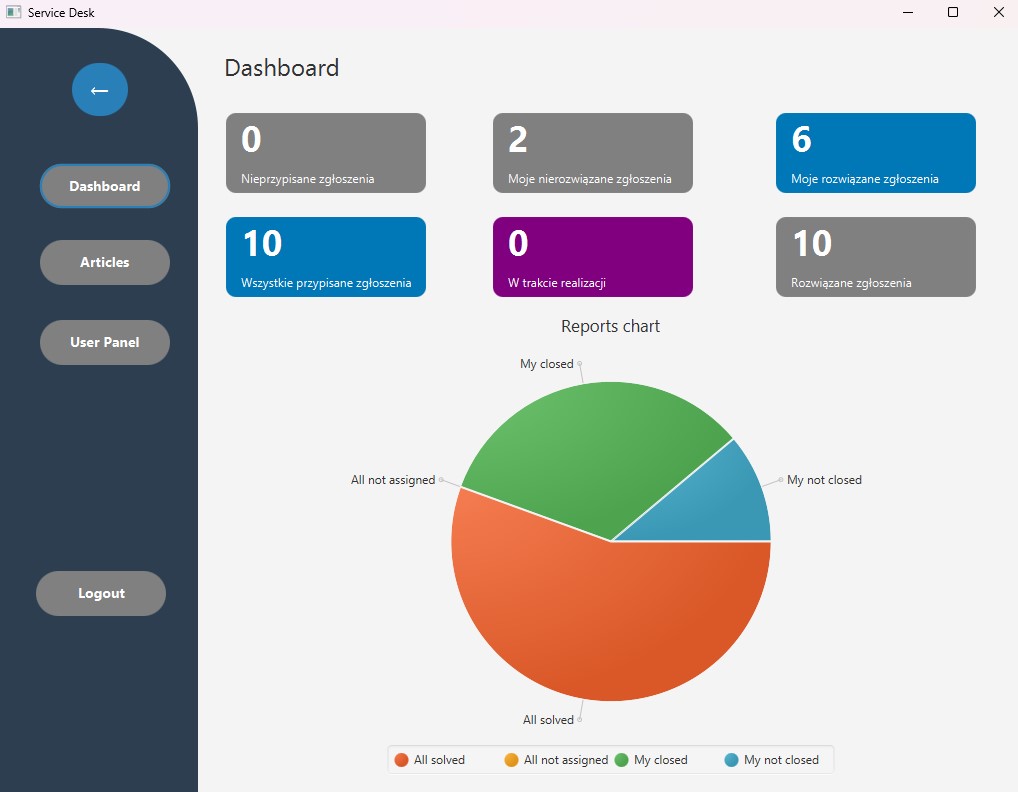 Service Desk
←
Dashboard
Articles
User Panel
Logout
Dashboard
0
Nieprzypisane zgłoszenia
2
Moje nierozwiązane zgłoszenia
6
Moje rozwiązane zgłoszenia
10
Wszystkie przypisane zgłoszenia
0
W trakcie realizacji
10
Rozwiązane zgłoszenia
Reports chart
My closed
All not assigned
My not closed
All solved
All solved
All not assigned
My closed
My not closed